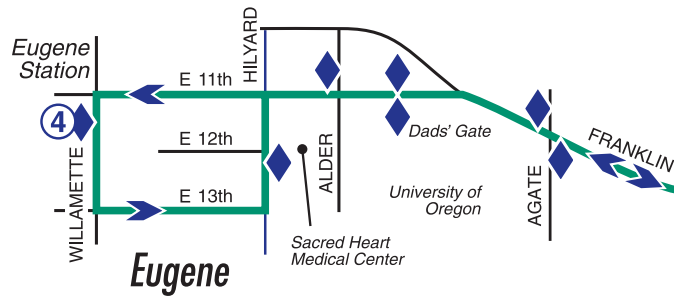 HILYARD
Eugene
Station
E 11th
4
E 12th
Dads' Gate
FRANKLIN
WILLAMETTE
ALDER
AGATE
E 13th
University of
Oregon
Sacred Heart
Medical Center
Eugene